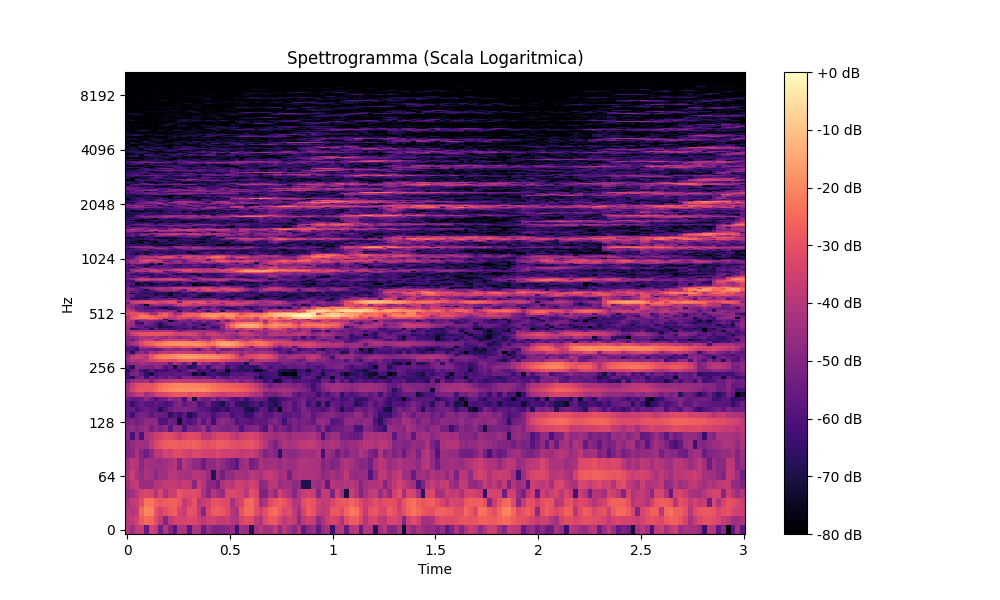 Spettrogramma (Scala Logaritmica)
Hz
8192
4096
2048
1024
512
256
128
64
0
0
0.5
1
1.5
2
2.5
3
Time
+0 dB
-10 dB
-20 dB
-30 dB
-40 dB
-50 dB
-60 dB
-70 dB
-80 dB